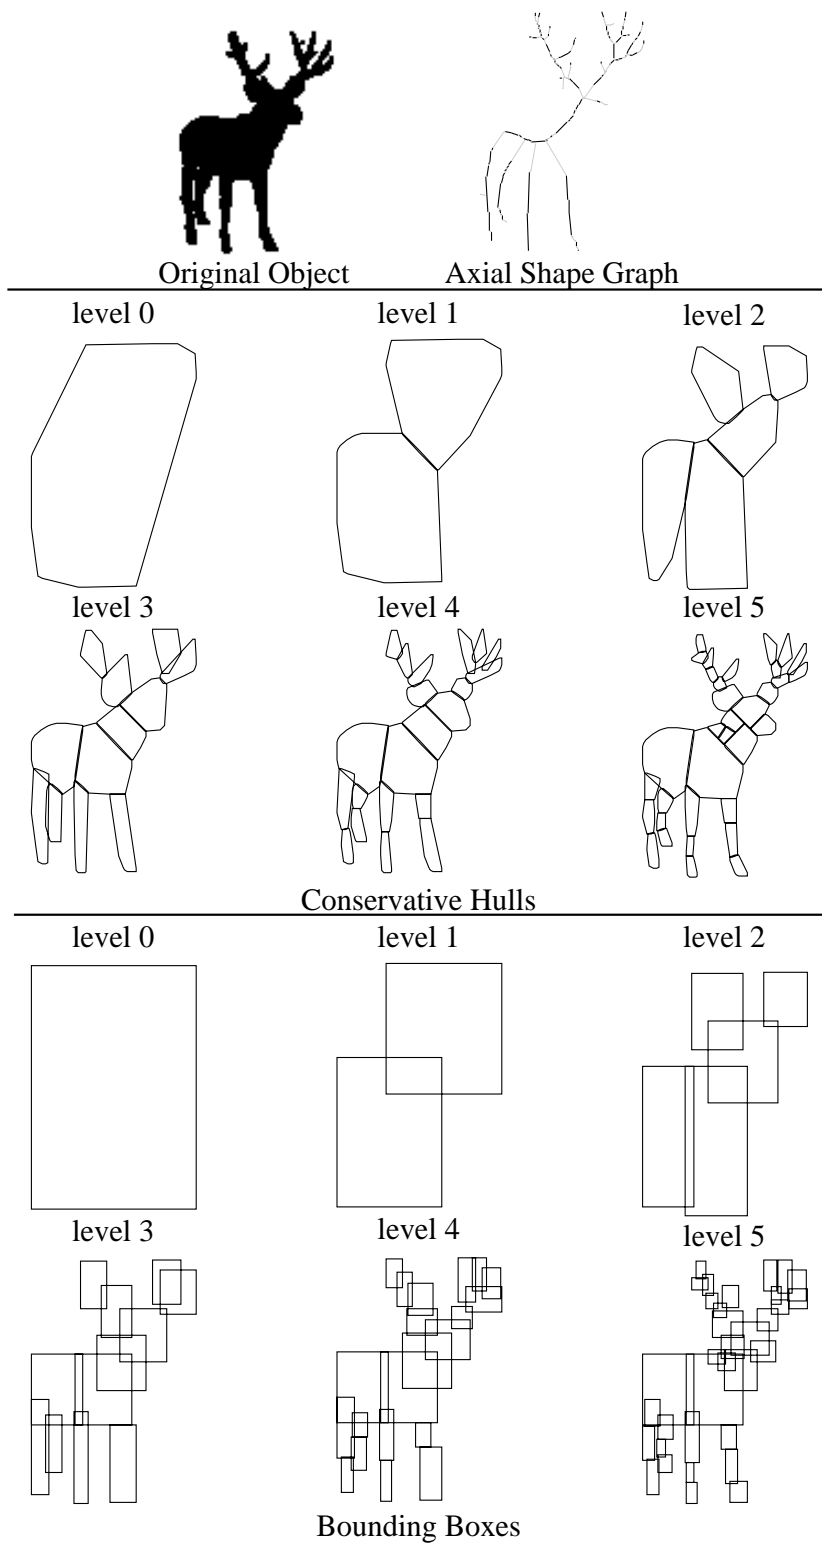 Original Object Axial Shape Graph
level 0 level 1 level 2
level 3 level 4 level 5
Conservative Hulls
level 0 level 1 level 2
level 3 level 4 level 5
Bounding Boxes